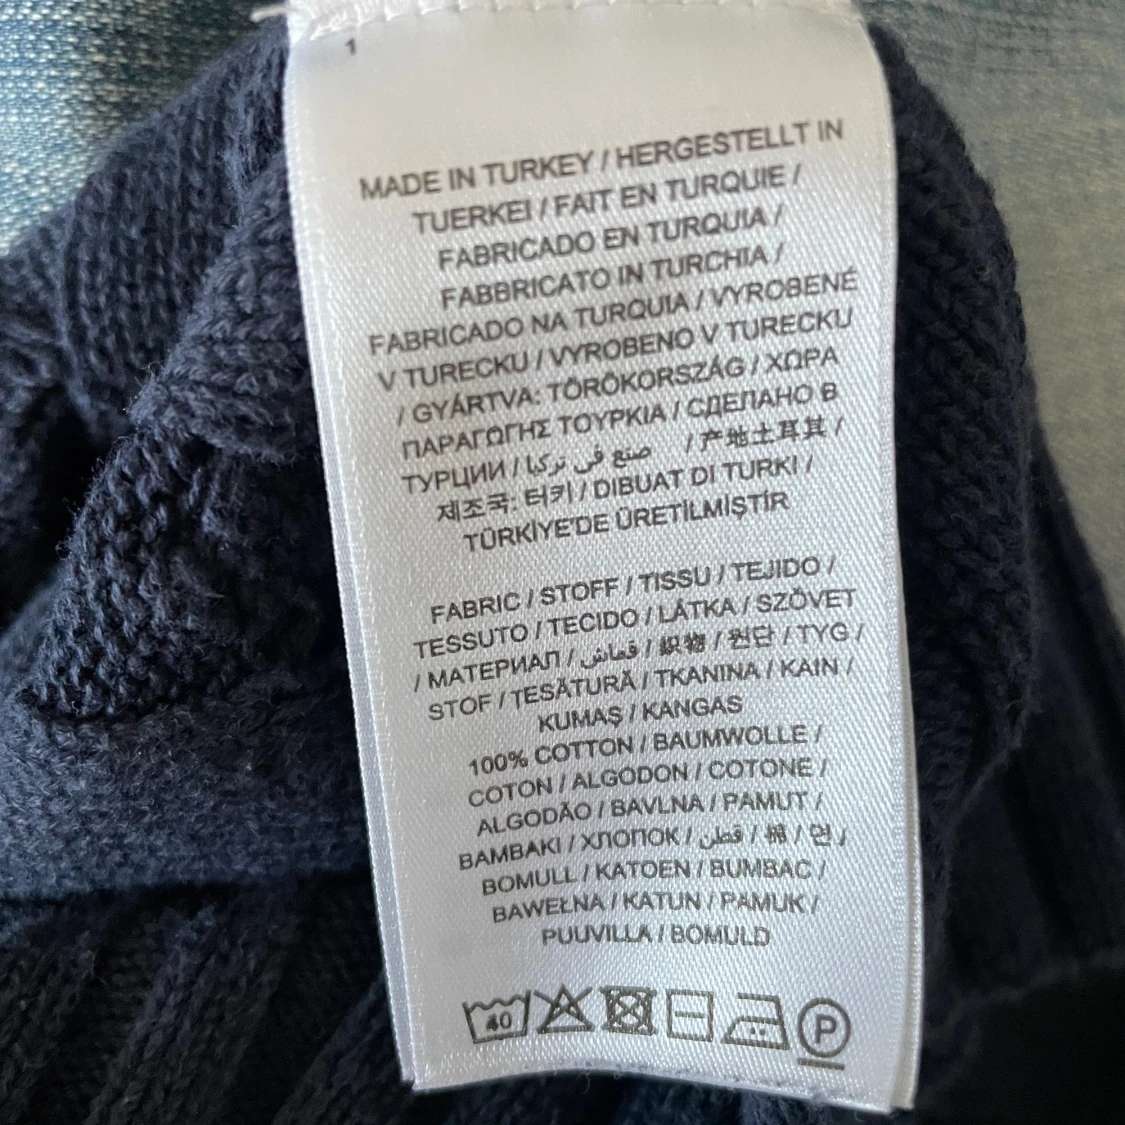 1
MADE IN TURKEY / HERGESTELLT IN
TUERKEI / FAIT EN TURQUIE /
FABRICADO EN TURQUIA /
FABBRICATO IN TURCHIA /
FABRICADO NA TURQUIA / VYROBENÉ
V TURECKU / VYROBENO V TURECKU
/ GYÁRTVA: TÖRÖKORSZÁG / ΧΩΡΑ
ΠΑΡΑΓΩΓΗΣ ΤΟΥΡΚΙΑ / СДЕЛАНО В
ТУРЦИИ / صنع في تركيا / 产地土耳其 /
제조국: 터키 / DIBUAT DI TURKI /
TÜRKİYE'DE ÜRETİLMİŞTİR
FABRIC / STOFF / TISSU / TEJIDO /
TESSUTO / TECIDO / LÁTKA / SZÖVET
/ МАТЕРИАЛ / قماش / 织物 / 원단 / TYG /
STOF / ŢESĂTURĂ / TKANINA / KAIN /
KUMAŞ / KANGAS
100% COTTON / BAUMWOLLE /
COTON / ALGODON / COTONE /
ALGODÃO / BAVLNA / PAMUT /
BAMBAKI / ХЛОПОК / قطن / 棉 / 면 /
BOMULL / KATOEN / BUMBAC /
BAWEŁNA / KATUN / PAMUK /
PUUVILLA / BOMULD
40 P